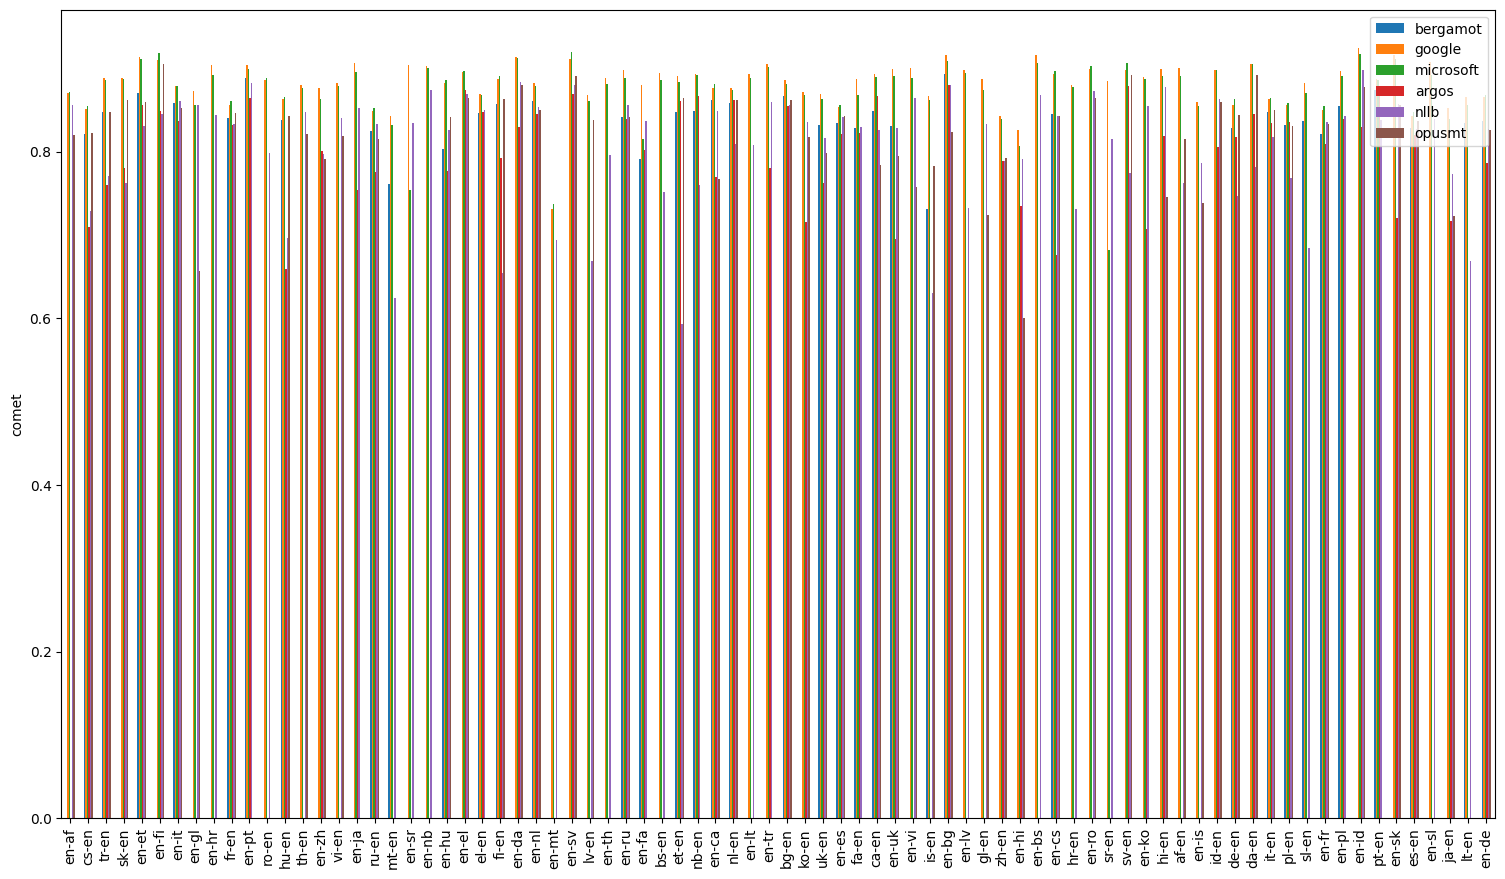 bergamot
google
microsoft
argos
nllb
opusmt
comet
0.8
0.6
0.4
0.2
0.0
en-af
cs-en
tr-en
sk-en
en-et
en-fi
en-it
en-gl
en-hr
fr-en
en-pt
ro-en
hu-en
th-en
en-zh
vi-en
en-ja
ru-en
mt-en
en-sr
en-nb
en-hu
en-el
el-en
fi-en
en-da
en-nl
en-mt
en-sv
lv-en
en-th
en-ru
en-fa
bs-en
et-en
nb-en
en-ca
nl-en
en-lt
en-tr
bg-en
ko-en
uk-en
en-es
fa-en
ca-en
en-uk
en-vi
is-en
en-bg
en-lv
gl-en
zh-en
en-hi
en-bs
en-cs
hr-en
en-ro
sr-en
sv-en
en-ko
hi-en
af-en
en-is
id-en
de-en
da-en
it-en
pl-en
sl-en
en-fr
en-pl
en-id
pt-en
en-sk
es-en
en-sl
ja-en
lt-en
en-de